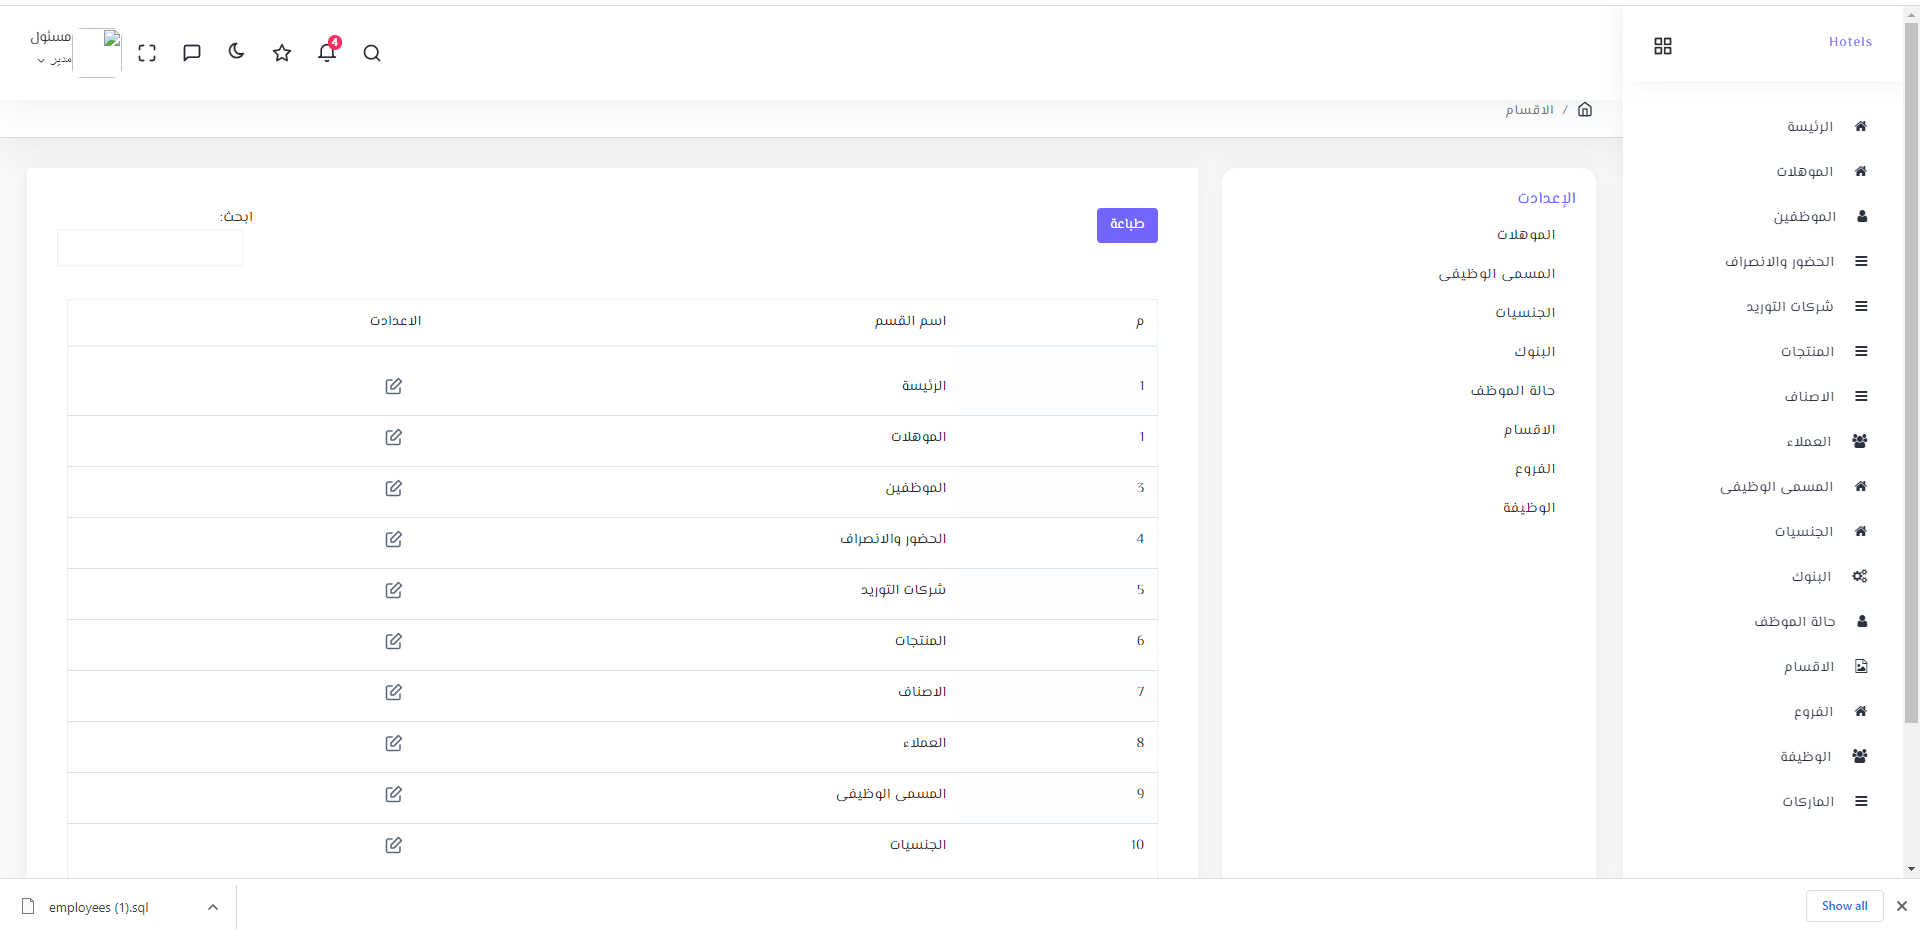 Hotels
الرئيسة
الموهلات
الموظفين
الحضور والانصراف
شركات التوريد
المنتجات
الاصناف
العملاء
المسمى الوظيفى
الجنسيات
البنوك
حالة الموظف
الاقسام
الفروع
الوظيفة
الماركات
4
مسئول
مدير
/ الاقسام
الإعدادت
الموهلات
المسمى الوظيفى
الجنسيات
البنوك
حالة الموظف
الاقسام
الفروع
الوظيفة
طباعة
ابحث:
م اسم القسم الاعدادت
1 الرئيسة
1 الموهلات
3 الموظفين
4 الحضور والانصراف
5 شركات التوريد
6 المنتجات
7 الاصناف
8 العملاء
9 المسمى الوظيفى
10 الجنسيات
employees (1).sql
Show all